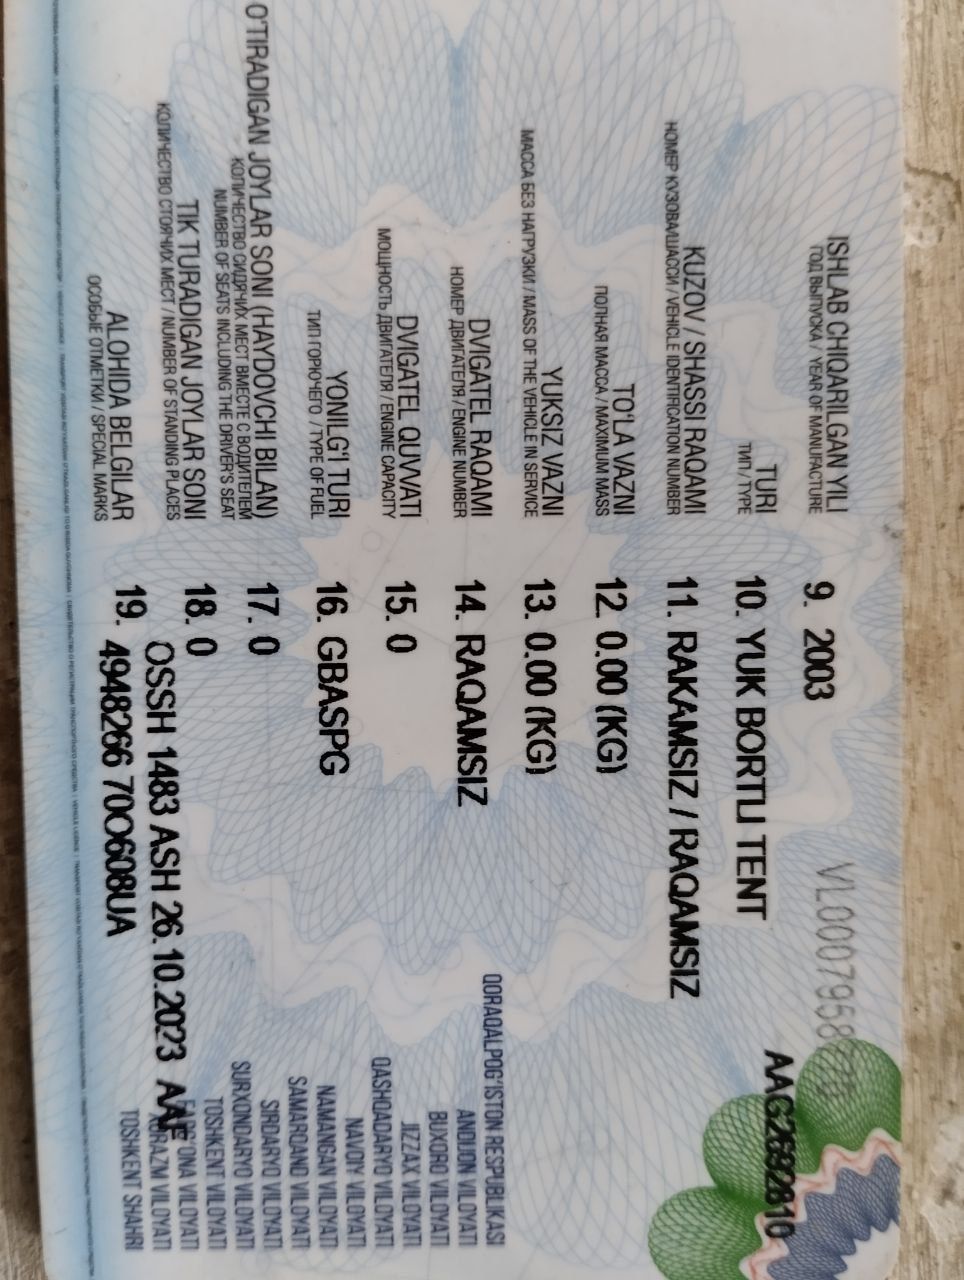 VL0007958
AAG2692810
ISHLAB CHIQARILGAN YILI 9. 2003
ГОД ВЫПУСКА / YEAR OF MANUFACTURE
TURI 10. YUK BORTLI TENT
ТИП / TYPE
KUZOV / SHASSI RAQAMI 11. RAKAMSIZ / RAQAMSIZ
НОМЕР КУЗОВА/ШАССИ / VEHICLE IDENTIFICATION NUMBER
TO'LA VAZNI 12. 0.00 (KG)
ПОЛНАЯ МАССА / MAXIMUM MASS
YUKSIZ VAZNI 13. 0.00 (KG)
МАССА БЕЗ НАГРУЗКИ / MASS OF THE VEHICLE IN SERVICE
DVIGATEL RAQAMI 14. RAQAMSIZ
НОМЕР ДВИГАТЕЛЯ / ENGINE NUMBER
DVIGATEL QUVVATI 15. 0
МОЩНОСТЬ ДВИГАТЕЛЯ / ENGINE CAPACITY
YONILG'I TURI 16. GBASPG
ТИП ГОРЮЧЕГО / TYPE OF FUEL
O'TIRADIGAN JOYLAR SONI (HAYDOVCHI BILAN) 17. 0
КОЛИЧЕСТВО СИДЯЧИХ МЕСТ ВМЕСТЕ С ВОДИТЕЛЕМ
NUMBER OF SEATS INCLUDING THE DRIVER'S SEAT
TIK TURADIGAN JOYLAR SONI 18. 0
КОЛИЧЕСТВО СТОЯЧИХ МЕСТ / NUMBER OF STANDING PLACES
OSSH 1483 ASH 26.10.2023 AAF
ALOHIDA BELGILAR 19. 4948266 700608UA
ОСОБЫЕ ОТМЕТКИ / SPECIAL MARKS
QORAQALPOG'ISTON RESPUBLIKASI
ANDIJON VILOYATI
BUXORO VILOYATI
JIZZAX VILOYATI
QASHQADARYO VILOYATI
NAVOIY VILOYATI
NAMANGAN VILOYATI
SAMARQAND VILOYATI
SIRDARYO VILOYATI
SURXONDARYO VILOYATI
TOSHKENT VILOYATI
VILOYATI
VILOYATI
TOSHKENT SHAHRI